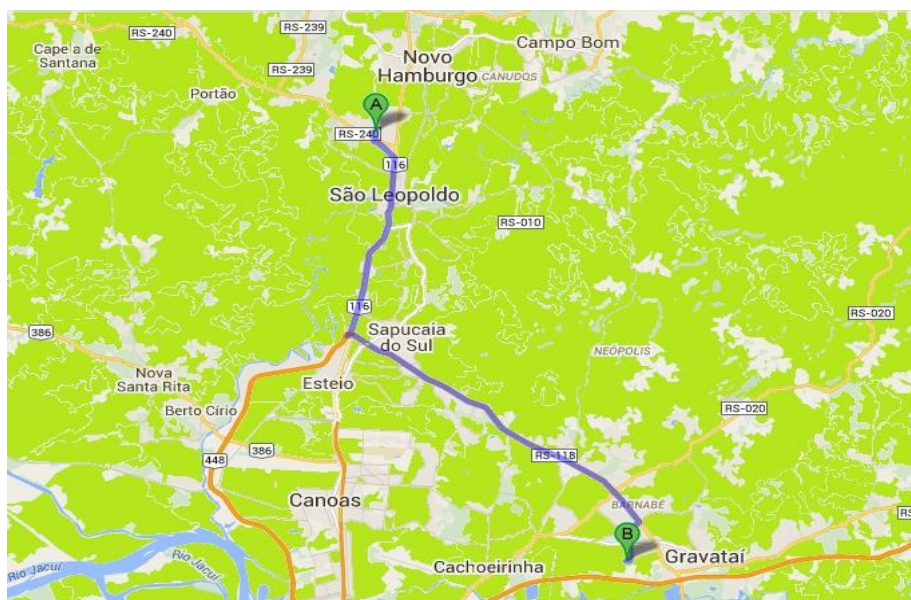 RS-240
RS-239
Capela de
Santana
Novo
Hamburgo
Campo Bom
CANUDOS
RS-239
Portão
A
RS-240
116
São Leopoldo
RS-010
116
386
Sapucaia
do Sul
RS-020
NEÓPOLIS
Nova
Santa Rita
Esteio
Berto Círio
RS-020
386
448
RS-118
Canoas
BARNABÉ
RS
B
Gravataí
Rio Jacuí
Rio Jacuí
Cachoeirinha